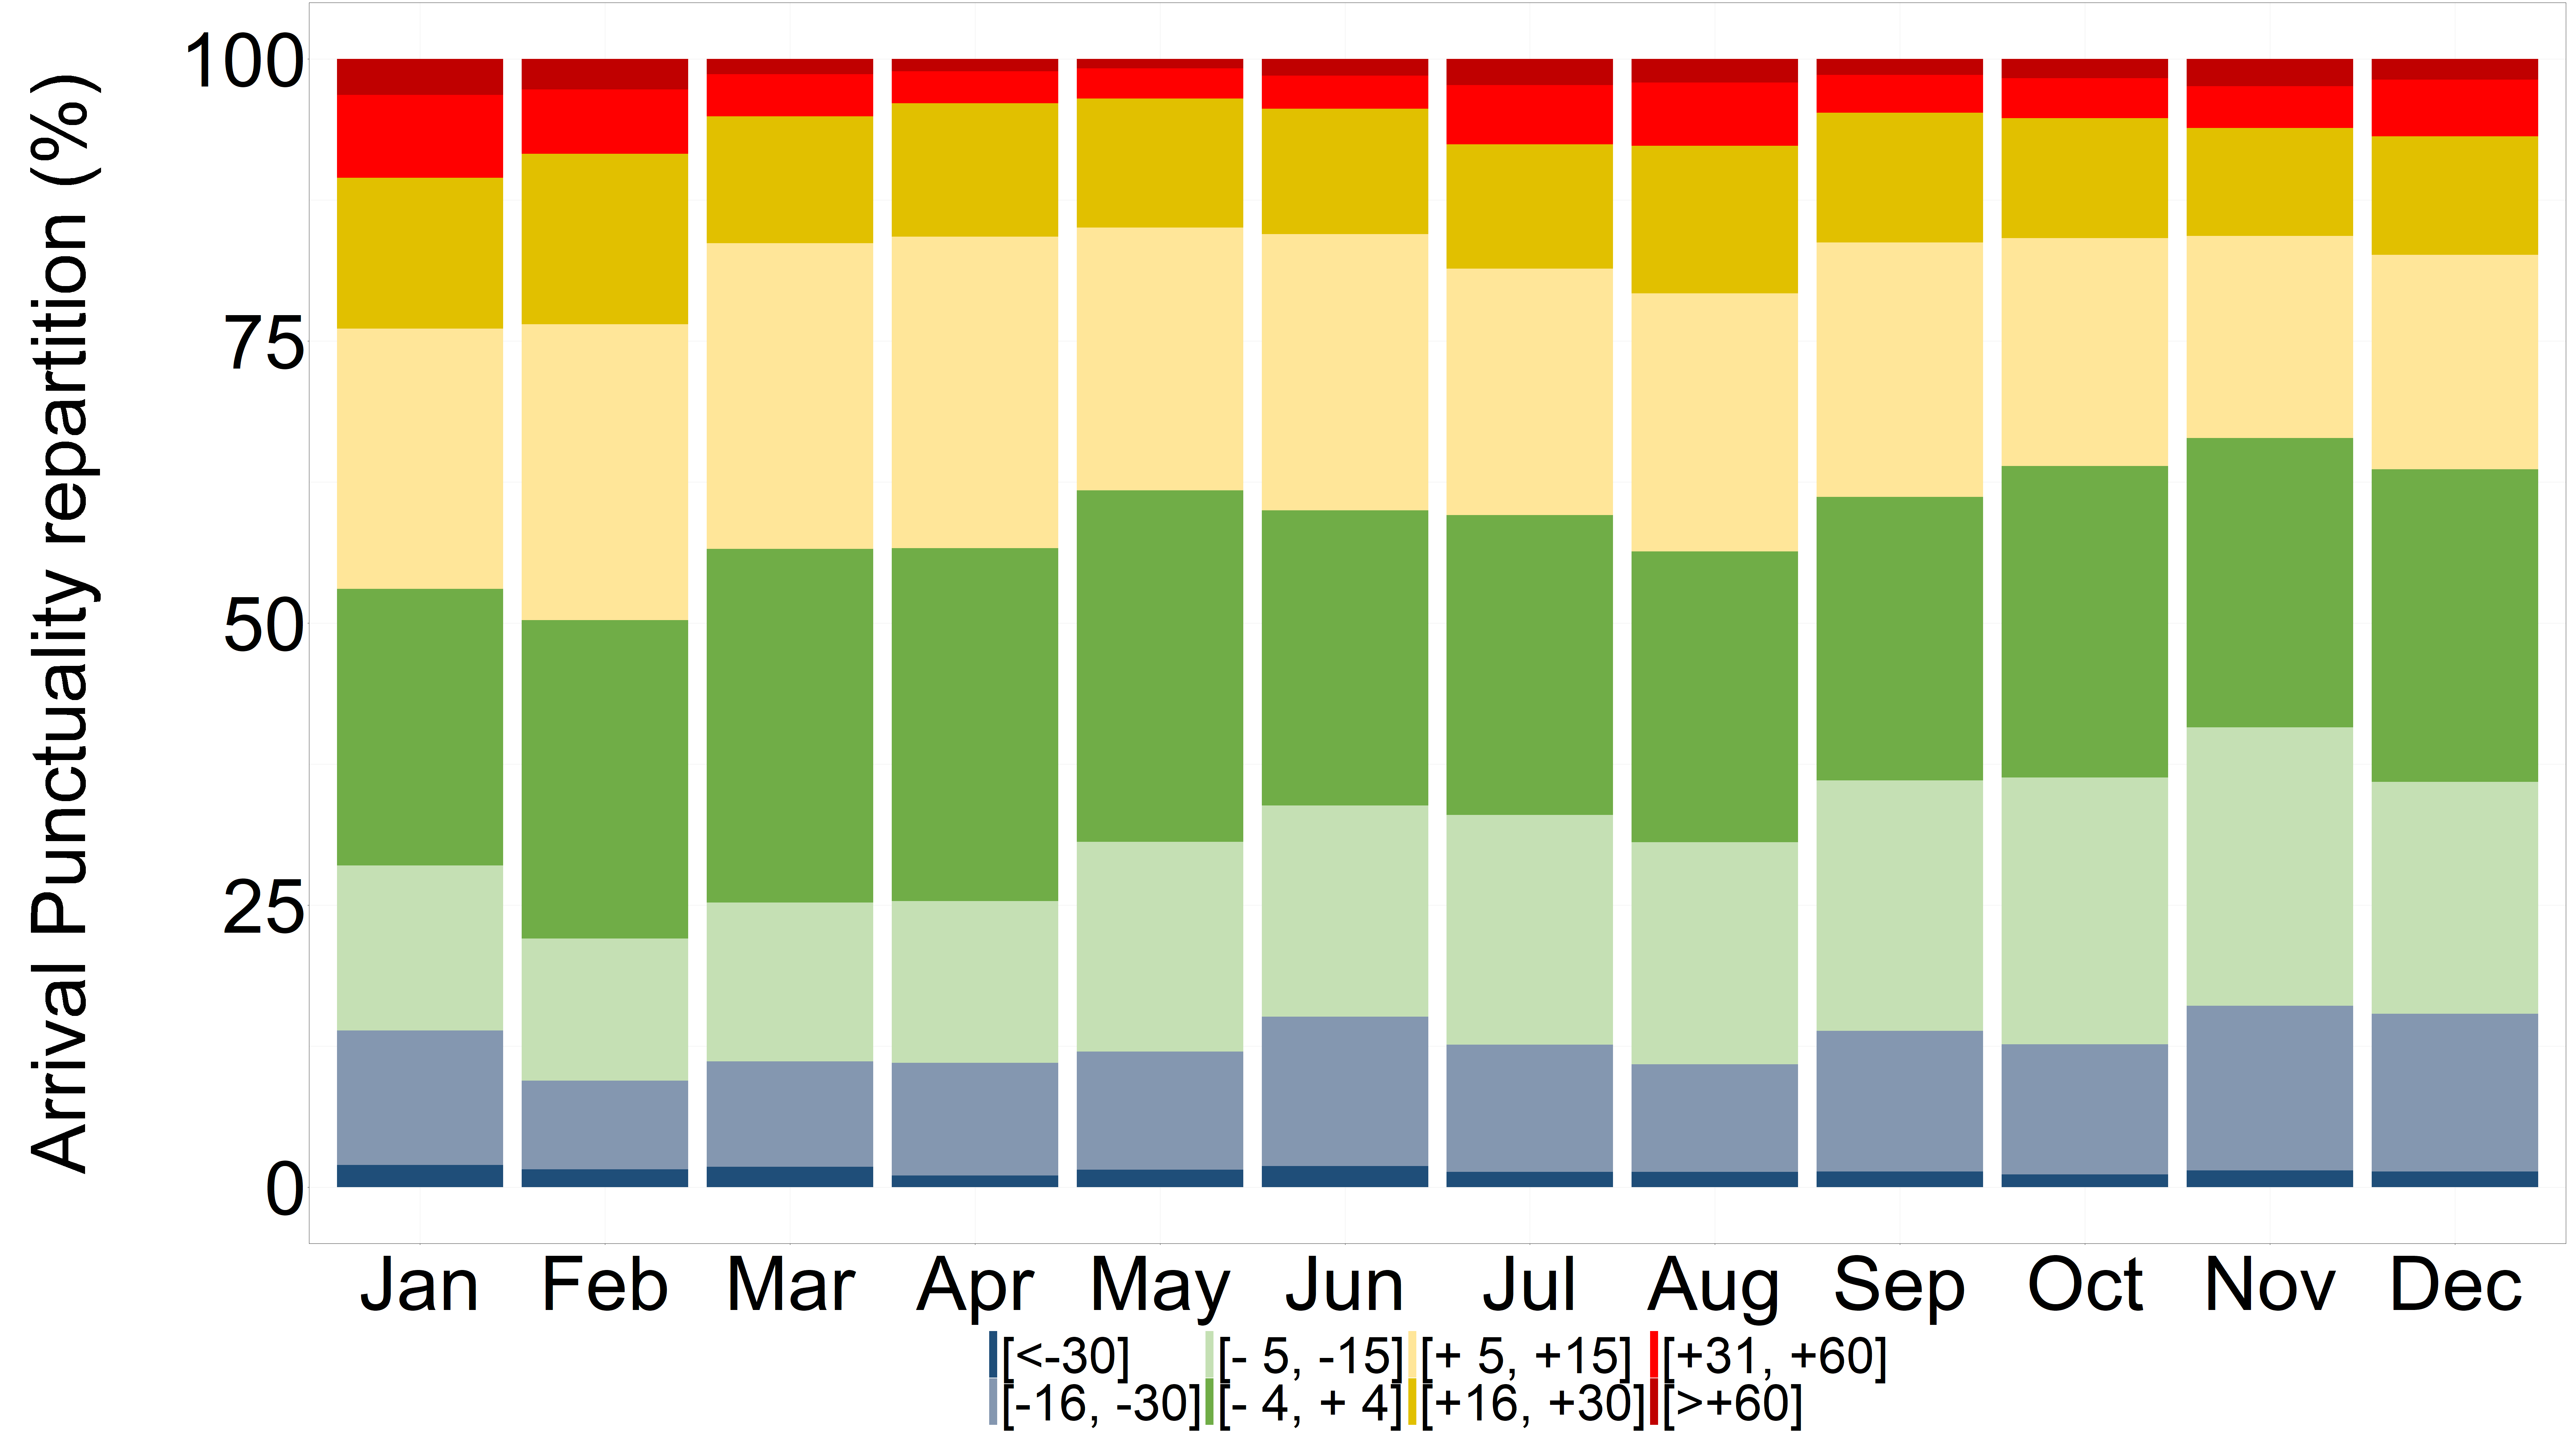 Arrival Punctuality repartition (%)
100
75
50
25
0
Jan Feb Mar Apr May Jun Jul Aug Sep Oct Nov Dec
[<-30] [- 5, -15] [+ 5, +15] [+31, +60]
[-16, -30] [- 4, + 4] [+16, +30] [>+60]